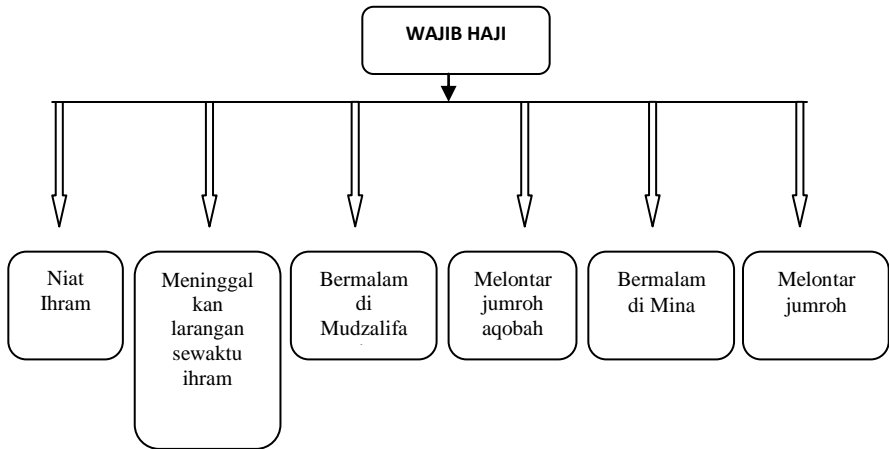 WAJIB HAJI
Niat
Ihram
Meninggal
kan
larangan
sewaktu
ihram
Bermalam
di
Mudzalifa
Melontar
jumroh
aqobah
Bermalam
di Mina
Melontar
jumroh